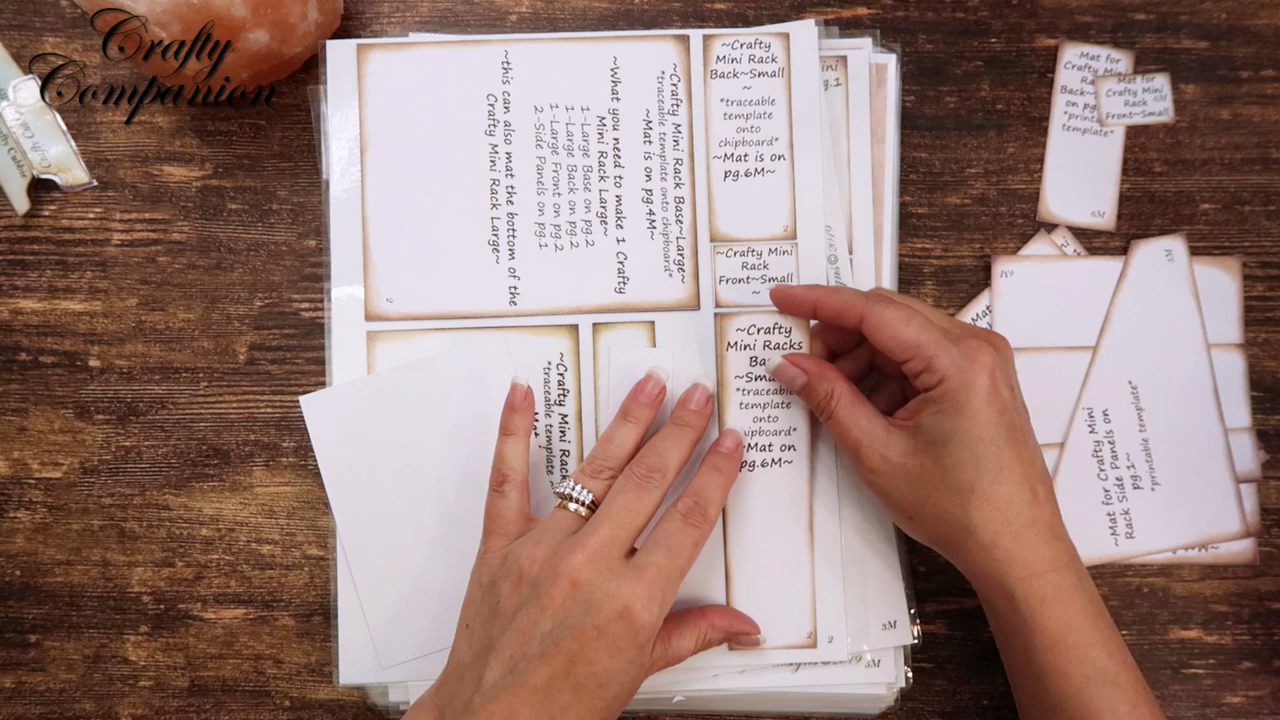 Crafty
Companion
~Crafty Mini Rack Base~Large~
*traceable template onto chipboard*
~Mat is on pg.4M~
~What you need to make 1 Crafty
Mini Rack Large~
1-Large Base on pg.2
1-Large Back on pg.2
1-Large Front on pg.2
2-Side Panels on pg.1
~this can also mat the bottom of the
Crafty Mini Rack Large~
2
~Crafty
Mini Rack
Back~Small
~
*traceable
template
onto
chipboard*
~Mat is on
pg.6M~
2
~Crafty Mini
Rack
Front~Small
~
~Crafty
Mini Racks
~Small
*traceable
template
onto
chipboard*
~Mat on
pg.6M~
2
2
~Crafty Mini Rack
*traceable template
3M
5M
Mat for
Crafty Mini
on pg
template*
6M
Mat for
Crafty Mini
Rack
Front~Small
6M
Mat
3M
~Mat for Crafty Mini
Rack Side Panels on
pg.1~
*printable template*